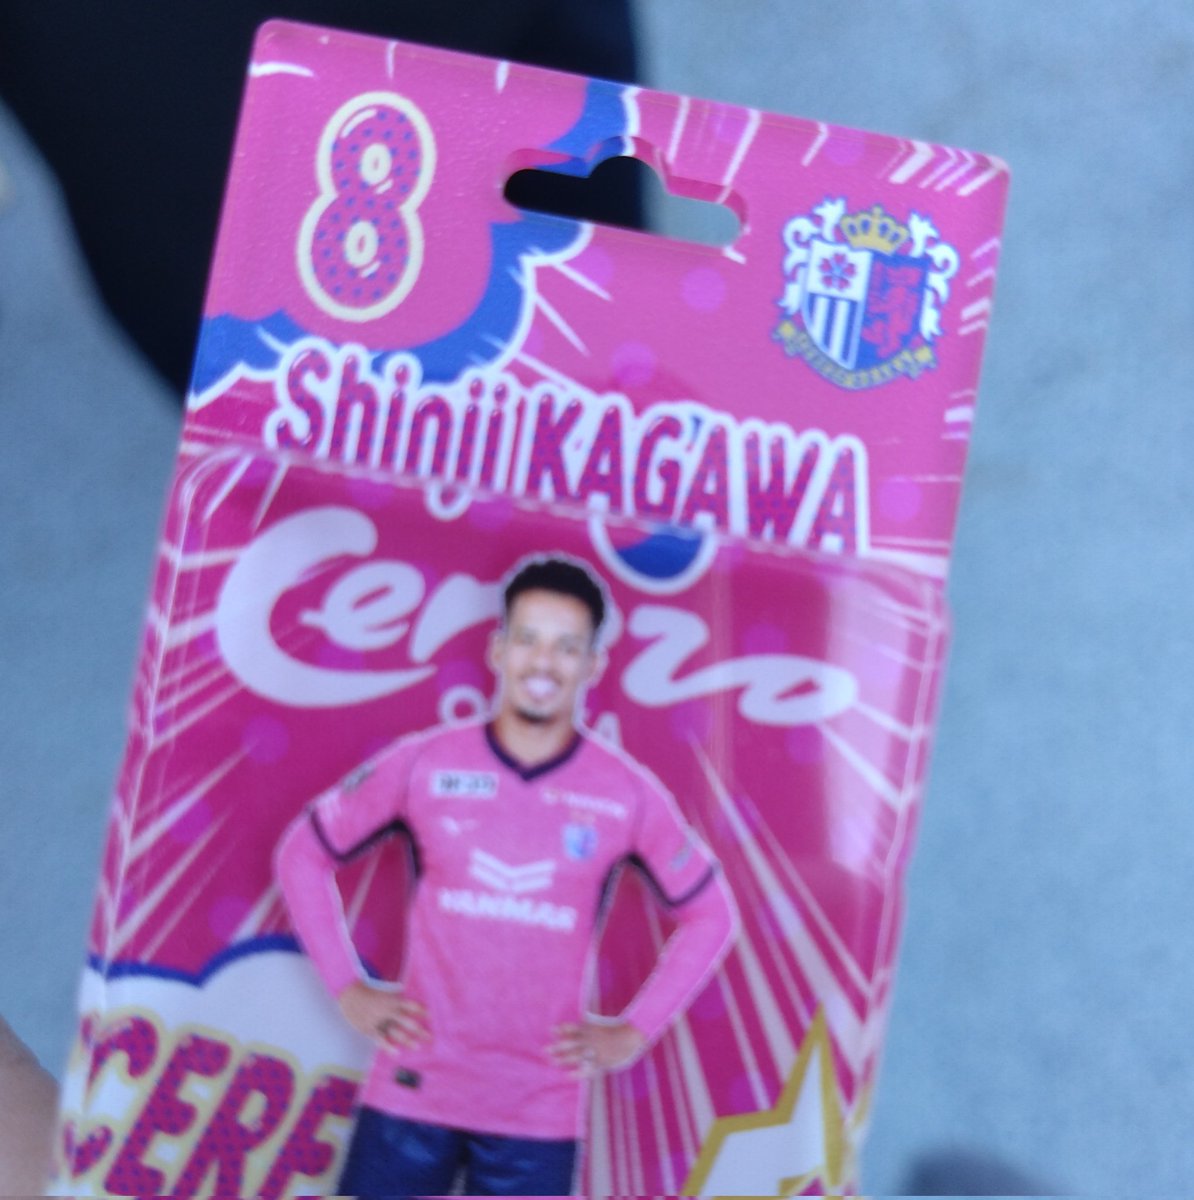 8
Shinji KAGAWA
Cerezo
YANMAR
CERE